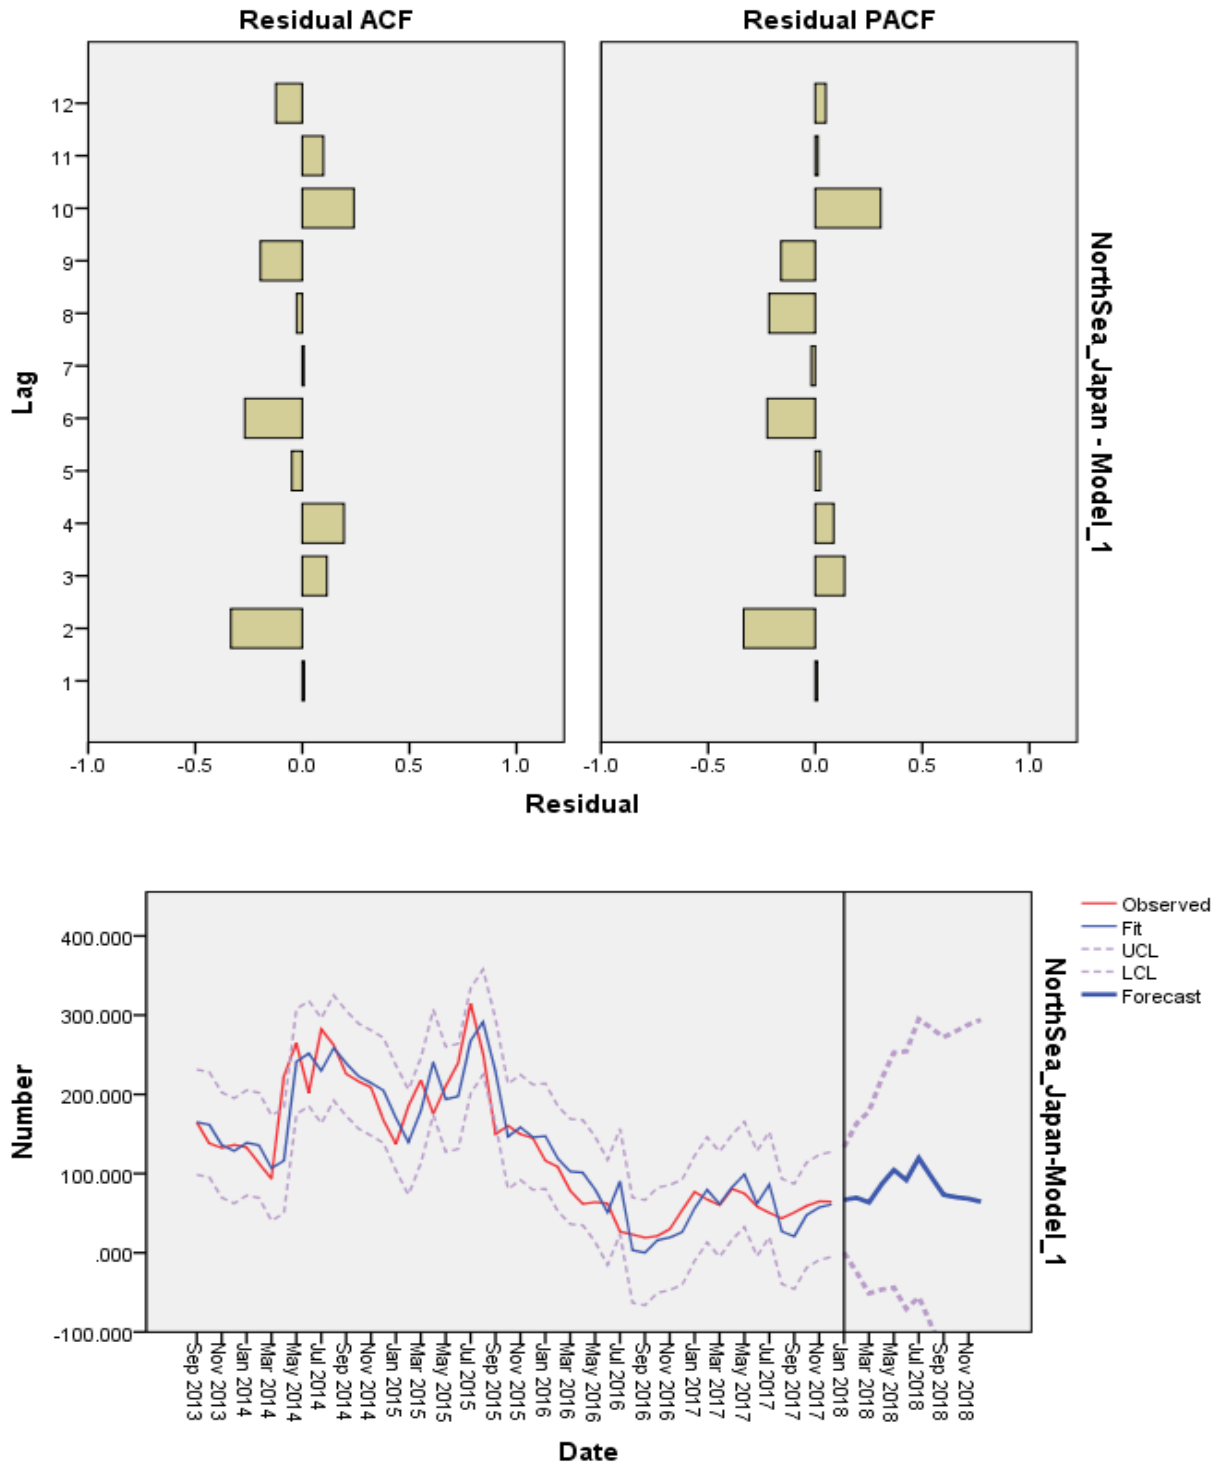 Residual ACF
Residual PACF
12
11
10
9
8
7
6
5
4
3
2
1
Lag
-1.0
-0.5
0.0
0.5
1.0
-1.0
-0.5
0.0
0.5
1.0
Residual
NorthSea_Japan - Model_1
400.000
300.000
200.000
100.000
.000
-100.000
Number
Sep 2013
Nov 2013
Jan 2014
Mar 2014
May 2014
Jul 2014
Sep 2014
Nov 2014
Jan 2015
Mar 2015
May 2015
Jul 2015
Sep 2015
Nov 2015
Jan 2016
Mar 2016
May 2016
Jul 2016
Sep 2016
Nov 2016
Jan 2017
Mar 2017
May 2017
Jul 2017
Sep 2017
Nov 2017
Jan 2018
Mar 2018
May 2018
Jul 2018
Sep 2018
Nov 2018
Date
NorthSea_Japan-Model_1
Observed
Fit
UCL
LCL
Forecast